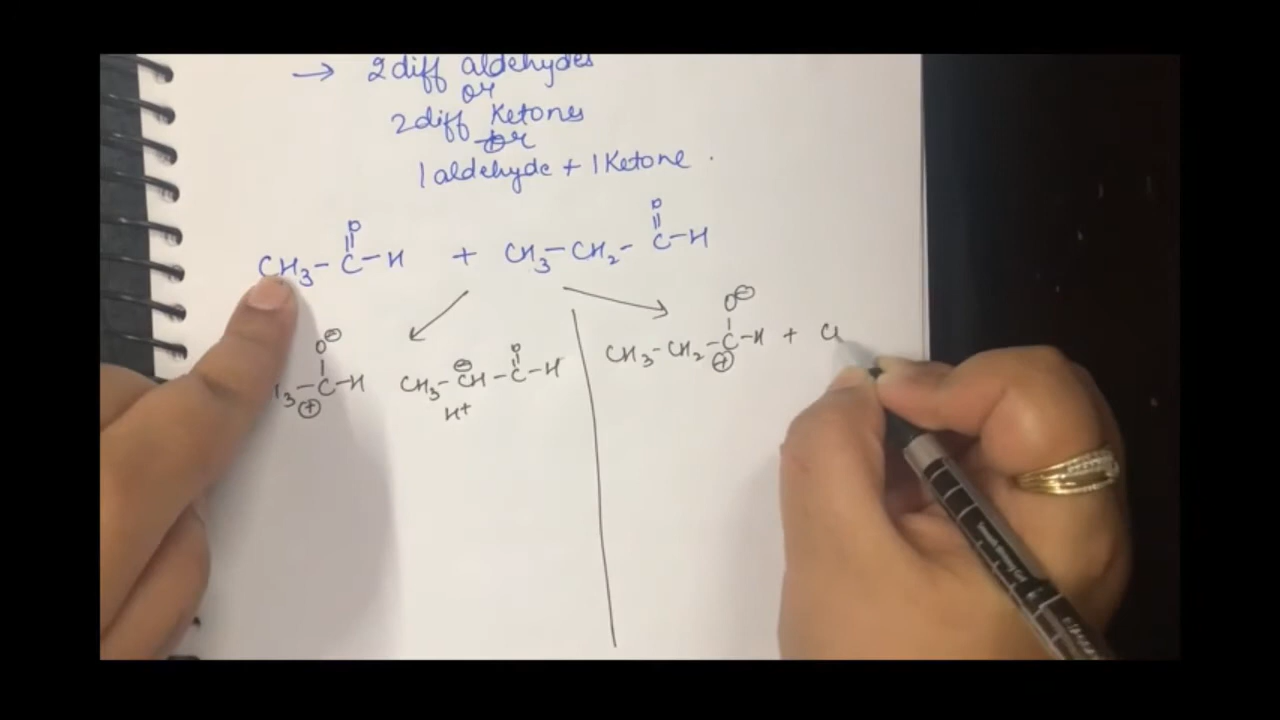 → 2 diff aldehydes
or
2 diff Ketones
or
1 aldehyde + 1 Ketone.
O
||
CH₃-C-H + CH₃-CH₂-C-H
O
||
O⊖
|
₃-C-H
⊕
CH₃-CH-C-H
⊖
O
||
H⁺
O⊖
|
CH₃-CH₂-C-H + C
⊕